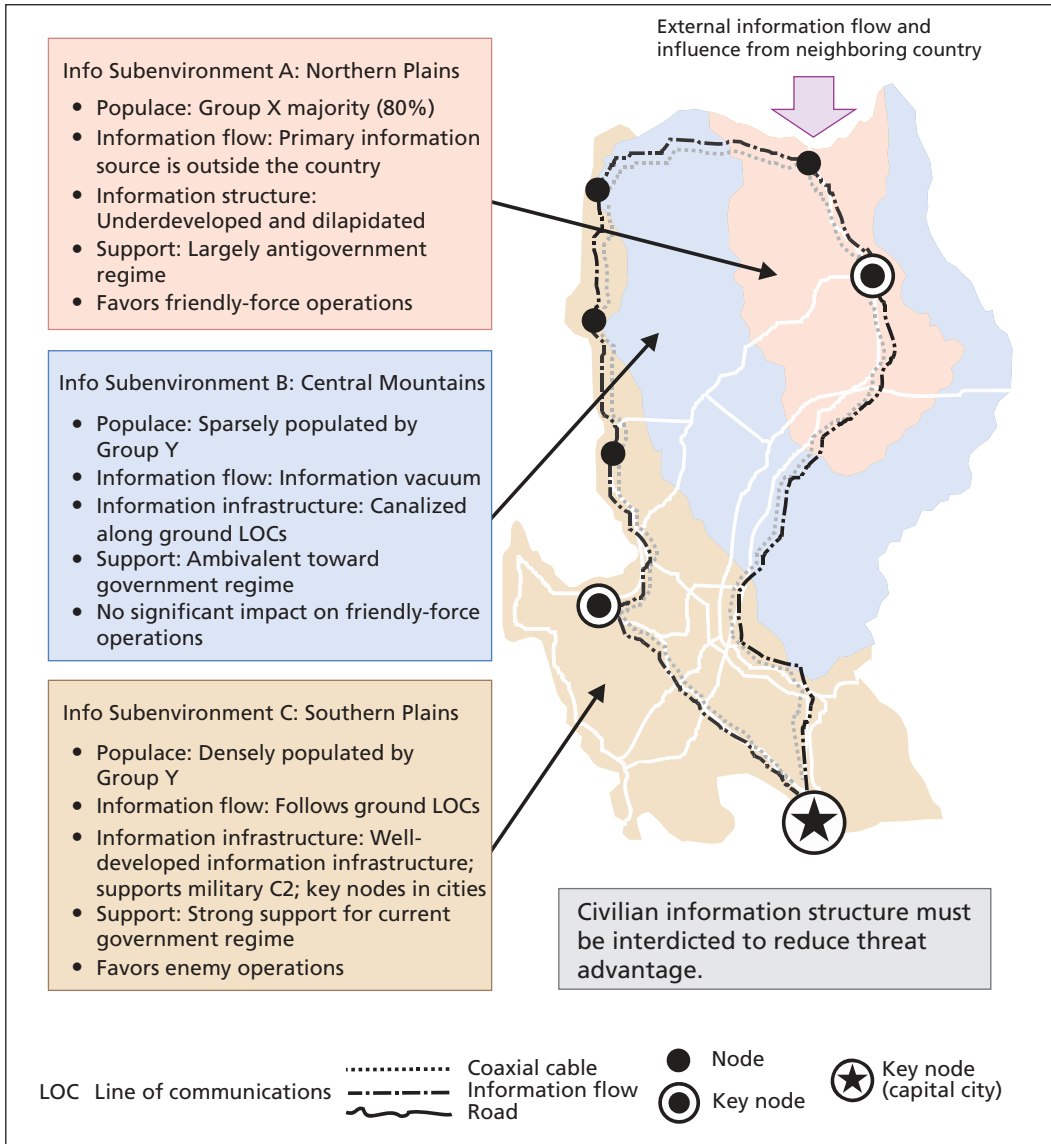 External information flow and
influence from neighboring country
Info Subenvironment A: Northern Plains
• Populace: Group X majority (80%)
• Information flow: Primary information
source is outside the country
• Information structure:
Underdeveloped and dilapidated
• Support: Largely antigovernment
regime
• Favors friendly-force operations
Info Subenvironment B: Central Mountains
• Populace: Sparsely populated by
Group Y
• Information flow: Information vacuum
• Information infrastructure: Canalized
along ground LOCs
• Support: Ambivalent toward
government regime
• No significant impact on friendly-force
operations
Info Subenvironment C: Southern Plains
• Populace: Densely populated by
Group Y
• Information flow: Follows ground LOCs
• Information infrastructure: Well-
developed information infrastructure;
supports military C2; key nodes in cities
• Support: Strong support for current
government regime
• Favors enemy operations
Civilian information structure must
be interdicted to reduce threat
advantage.
LOC Line of communications
Coaxial cable
Information flow
Road
Node
Key node
Key node
(capital city)